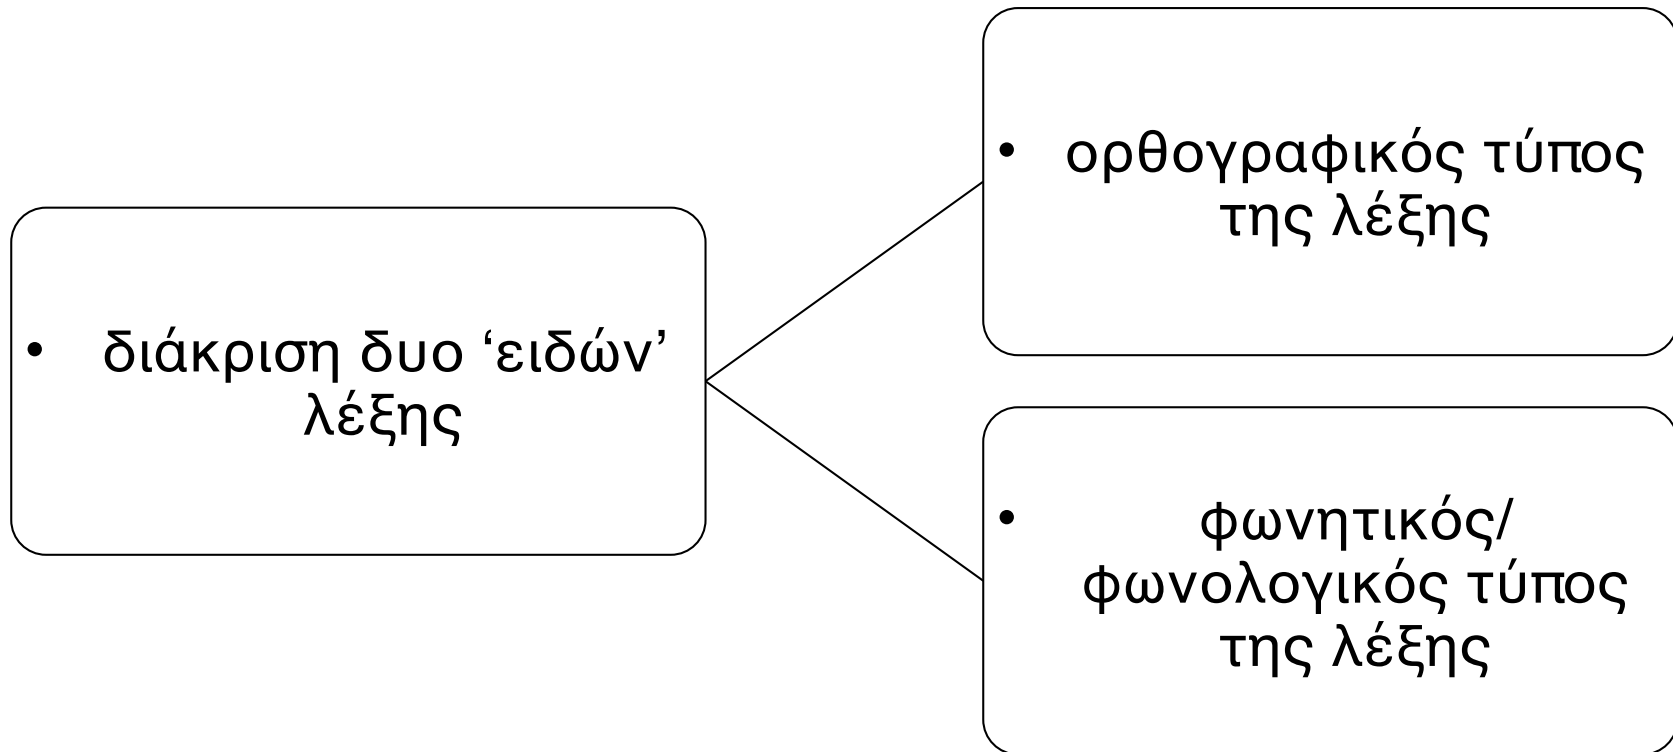 • διάκριση δυο ‘ειδών’
λέξης
• ορθογραφικός τύπος
της λέξης
• φωνητικός/
φωνολογικός τύπος
της λέξης